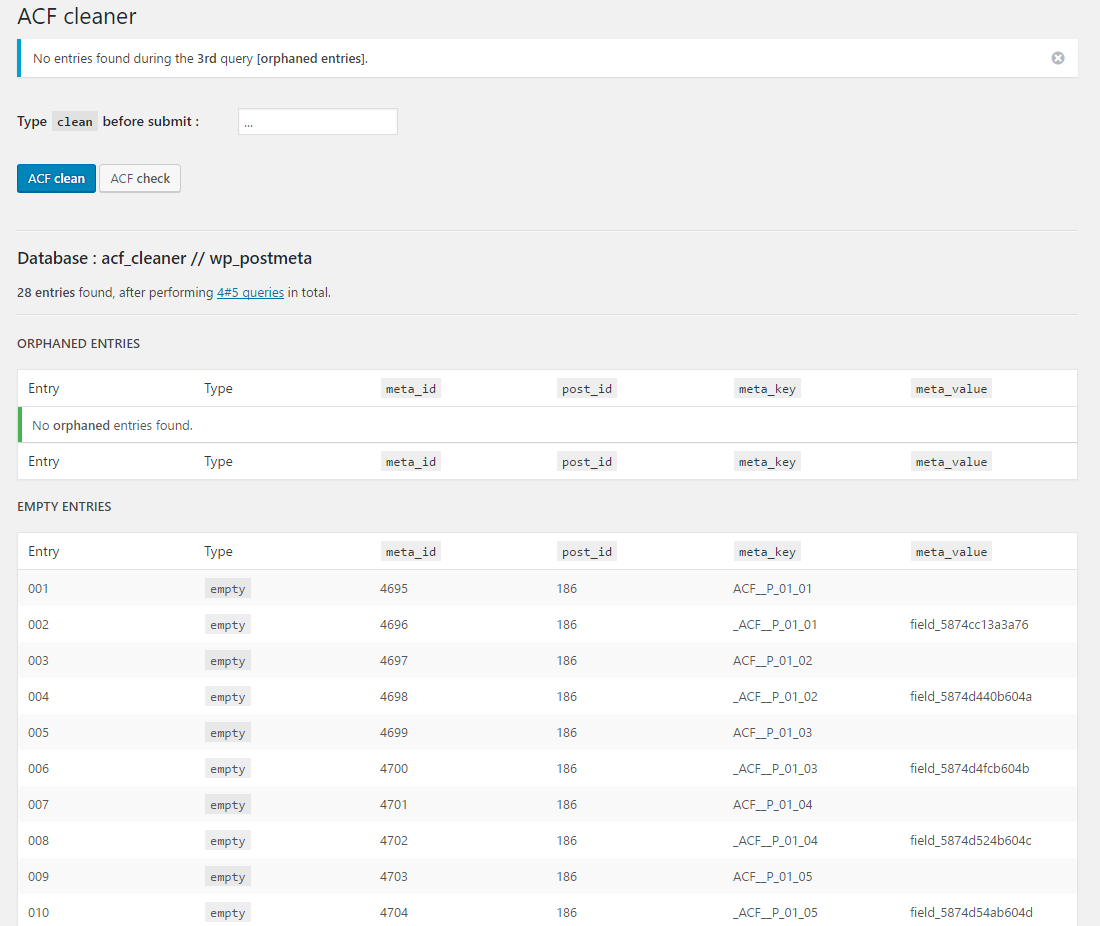 ACF cleaner
No entries found during the 3rd query [orphaned entries].
Type clean before submit :
...
ACF clean ACF check
Database : acf_cleaner // wp_postmeta
28 entries found, after performing 4#5 queries in total.
ORPHANED ENTRIES
Entry Type meta_id post_id meta_key meta_value
No orphaned entries found.
Entry Type meta_id post_id meta_key meta_value
EMPTY ENTRIES
Entry Type meta_id post_id meta_key meta_value
001 empty 4695 186 ACF__P_01_01
002 empty 4696 186 _ACF__P_01_01 field_5874cc13a3a76
003 empty 4697 186 ACF__P_01_02
004 empty 4698 186 _ACF__P_01_02 field_5874d440b604a
005 empty 4699 186 ACF__P_01_03
006 empty 4700 186 _ACF__P_01_03 field_5874d4fcb604b
007 empty 4701 186 ACF__P_01_04
008 empty 4702 186 _ACF__P_01_04 field_5874d524b604c
009 empty 4703 186 ACF__P_01_05
010 empty 4704 186 _ACF__P_01_05 field_5874d54ab604d